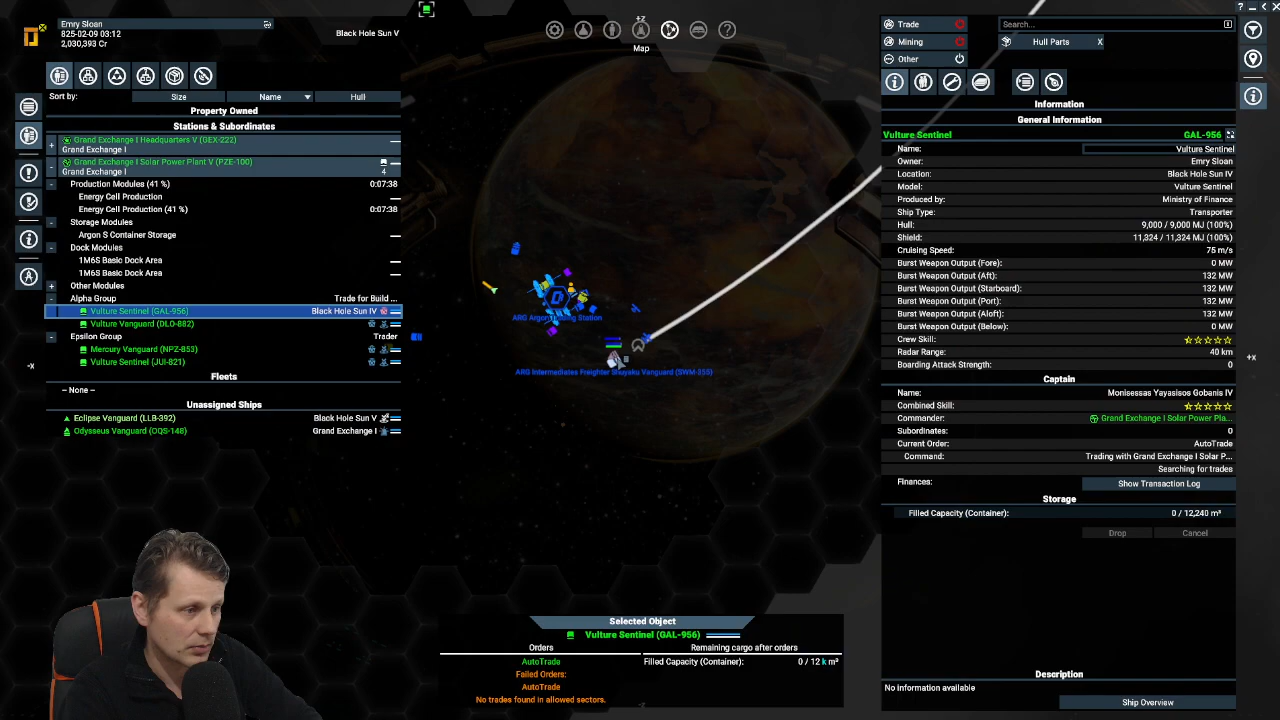 Emry Sloan
825-02-09 03:12
2,030,393 Cr
Black Hole Sun V
+Z
Map
Sort by:
Size
Name
Hull
Property Owned
Stations & Subordinates
+
Grand Exchange I Headquarters V (GEX-222)
Grand Exchange I
-
Grand Exchange I Solar Power Plant V (PZE-100)
Grand Exchange I
4
-
Production Modules (41 %)
0:07:38
Energy Cell Production
Energy Cell Production (41 %)
0:07:38
-
Storage Modules
Argon S Container Storage
-
Dock Modules
1M6S Basic Dock Area
1M6S Basic Dock Area
+
Other Modules
-
Alpha Group
Trade for Build ...
Vulture Sentinel (GAL-956)
Black Hole Sun IV
Vulture Vanguard (DLO-882)
-
Epsilon Group
Trader
Mercury Vanguard (NPZ-853)
Vulture Sentinel (JUI-821)
Fleets
-- None --
Unassigned Ships
Eclipse Vanguard (LLB-392)
Black Hole Sun V
Odysseus Vanguard (OQS-148)
Grand Exchange I
-X
+X
ARG Argon Trading Station
ARG Intermediates Freighter Shuyaku Vanguard (SWM-855)
Selected Object
Vulture Sentinel (GAL-956)
Orders
Remaining cargo after orders
AutoTrade
Filled Capacity (Container):
0 / 12 k m³
Failed Orders:
AutoTrade
No trades found in allowed sectors.
-Z
Trade
Mining
Other
Search...
Hull Parts
X
Information
General Information
Vulture Sentinel
GAL-956
Name:
Vulture Sentinel
Owner:
Emry Sloan
Location:
Black Hole Sun IV
Model:
Vulture Sentinel
Produced by:
Ministry of Finance
Ship Type:
Transporter
Hull:
9,000 / 9,000 MJ (100%)
Shield:
11,324 / 11,324 MJ (100%)
Cruising Speed:
75 m/s
Burst Weapon Output (Fore):
0 MW
Burst Weapon Output (Aft):
132 MW
Burst Weapon Output (Starboard):
132 MW
Burst Weapon Output (Port):
132 MW
Burst Weapon Output (Aloft):
132 MW
Burst Weapon Output (Below):
0 MW
Crew Skill:
Radar Range:
40 km
Boarding Attack Strength:
0
Captain
Name:
Monisessas Yayasisos Gobanis IV
Combined Skill:
Commander:
Grand Exchange I Solar Power Pla...
Subordinates:
0
Current Order:
AutoTrade
Command:
Trading with Grand Exchange I Solar P...
Searching for trades
Finances:
Show Transaction Log
Storage
Filled Capacity (Container):
0 / 12,240 m³
Drop
Cancel
Description
No information available
Ship Overview